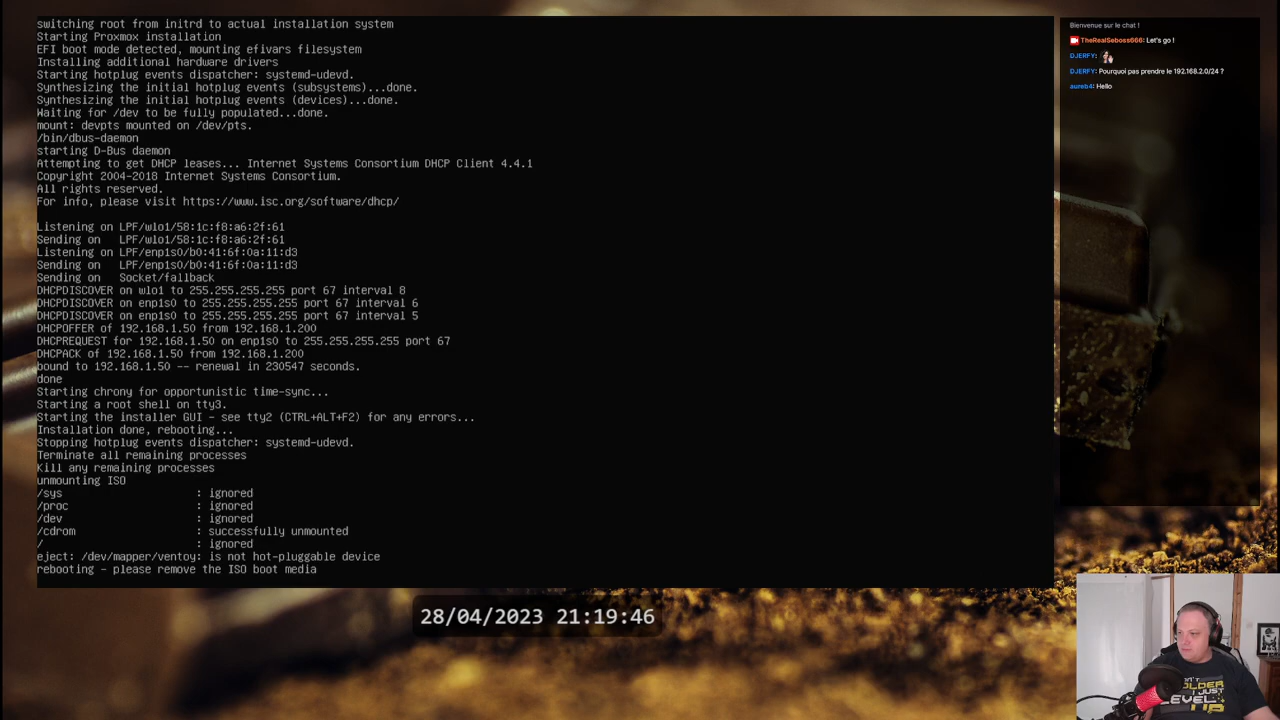 switching root from initrd to actual installation system
Starting Proxmox installation
EFI boot mode detected, mounting efivars filesystem
Installing additional hardware drivers
Starting hotplug events dispatcher: systemd-udevd.
Synthesizing the initial hotplug events (subsystems)...done.
Synthesizing the initial hotplug events (devices)...done.
Waiting for /dev to be fully populated...done.
mount: devpts mounted on /dev/pts.
/bin/dbus-daemon
starting D-Bus daemon
Attempting to get DHCP leases... Internet Systems Consortium DHCP Client 4.4.1
Copyright 2004-2018 Internet Systems Consortium.
All rights reserved.
For info, please visit https://www.isc.org/software/dhcp/
Listening on LPF/wlo1/58:1c:f8:a6:2f:61
Sending on   LPF/wlo1/58:1c:f8:a6:2f:61
Listening on LPF/enp1s0/b0:41:6f:0a:11:d3
Sending on   LPF/enp1s0/b0:41:6f:0a:11:d3
Sending on   Socket/fallback
DHCPDISCOVER on wlo1 to 255.255.255.255 port 67 interval 8
DHCPDISCOVER on enp1s0 to 255.255.255.255 port 67 interval 6
DHCPDISCOVER on enp1s0 to 255.255.255.255 port 67 interval 5
DHCPOFFER of 192.168.1.50 from 192.168.1.200
DHCPREQUEST for 192.168.1.50 on enp1s0 to 255.255.255.255 port 67
DHCPACK of 192.168.1.50 from 192.168.1.200
bound to 192.168.1.50 -- renewal in 230547 seconds.
done
Starting chrony for opportunistic time-sync...
Starting a root shell on tty3.
Starting the installer GUI - see tty2 (CTRL+ALT+F2) for any errors...
Installation done, rebooting...
Stopping hotplug events dispatcher: systemd-udevd.
Terminate all remaining processes
Kill any remaining processes
unmounting ISO
/sys : ignored
/proc : ignored
/dev : ignored
/cdrom : successfully unmounted
/ : ignored
eject: /dev/mapper/ventoy: is not hot-pluggable device
rebooting - please remove the ISO boot media
Bienvenue sur le chat !
TheRealSeboss666: Let's go !
DJERFY:
DJERFY: Pourquoi pas prendre le 192.168.2.0/24 ?
aureb4: Hello
28/04/2023 21:19:46
LEVEL
UP